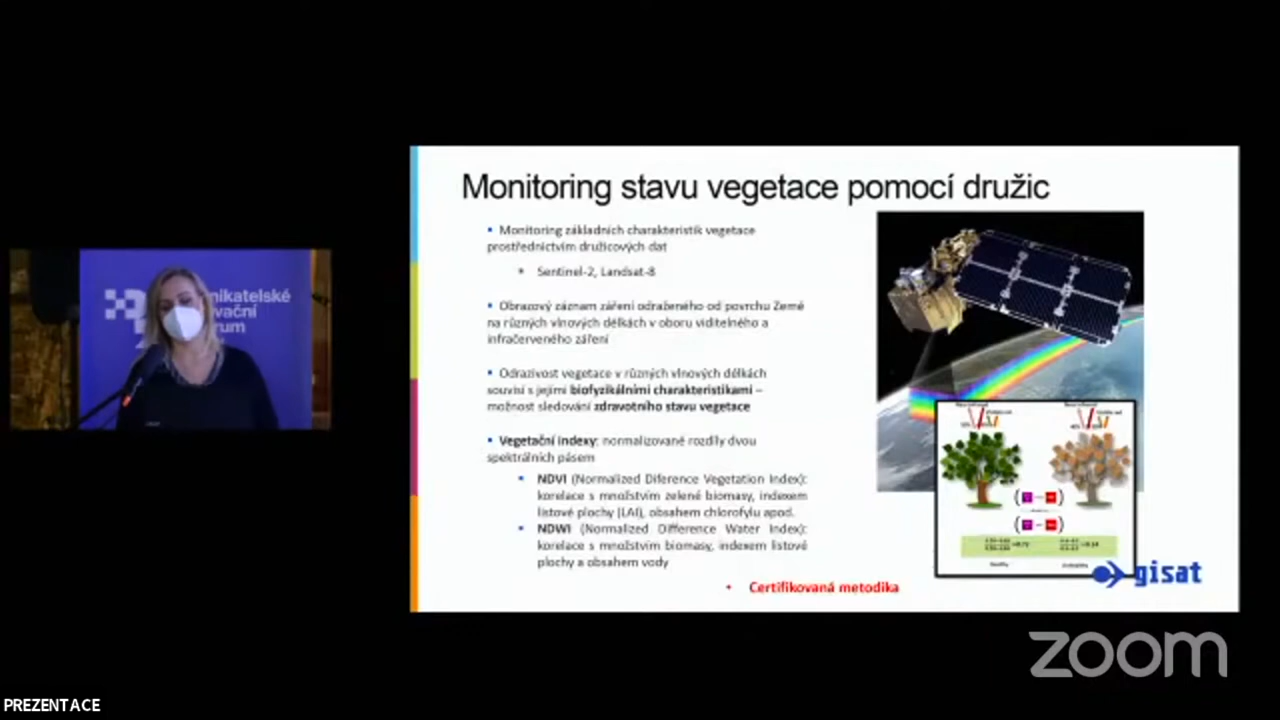 Monitoring stavu vegetace pomocí družic
Monitoring základních charakteristik vegetace
prostřednictvím družicových dat
Sentinel-2, Landsat-8
Obrazový záznam záření odraženého od povrchu Země
na různých vlnových délkách v oboru viditelného a
infračerveného záření
Odrazivost vegetace v různých vlnových délkách
souvisí s jejími biofyzikálními charakteristikami –
možnost sledování zdravotního stavu vegetace
Vegetační indexy: normalizované rozdíly dvou
spektrálních pásem
NDVI (Normalized Diference Vegetation Index):
korelace s množstvím zelené biomasy, indexem
listové plochy (LAI), obsahem chlorofylu apod.
NDWI (Normalized Difference Water Index):
korelace s množstvím biomasy, indexem listové
plochy a obsahem vody
Certifikovaná metodika
gisat
nikatelské
vační
rum
zoom
PREZENTACE